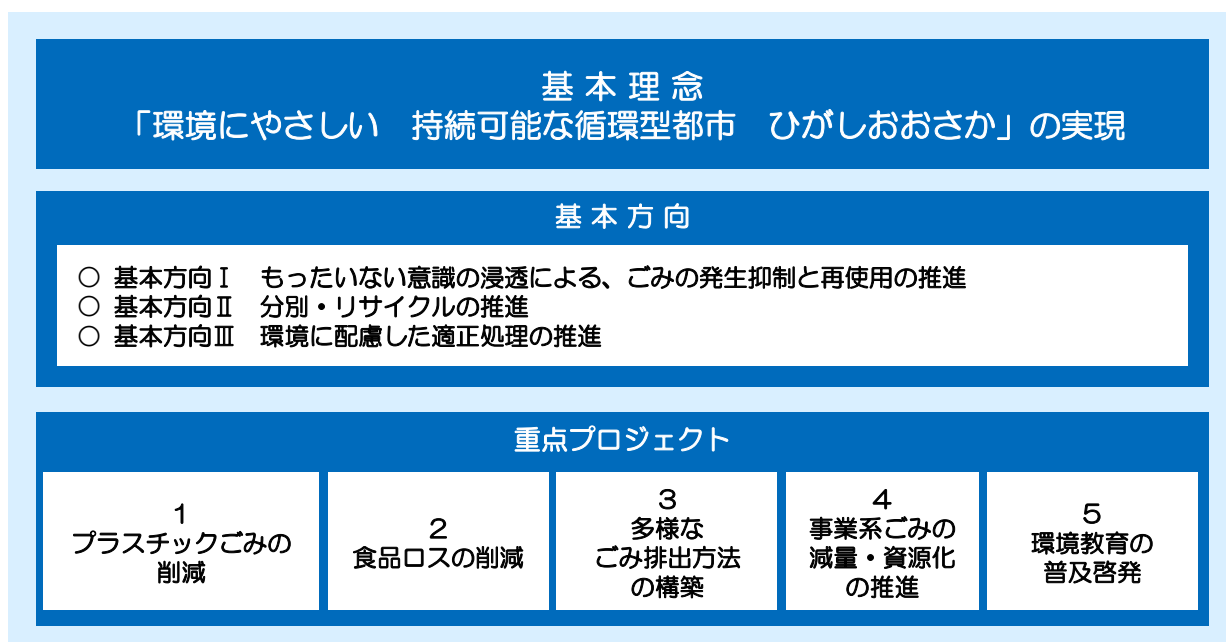 基本理念
「環境にやさしい　持続可能な循環型都市　ひがしおおさか」の実現
基本方向
○ 基本方向Ⅰ　もったいない意識の浸透による、ごみの発生抑制と再使用の推進
○ 基本方向Ⅱ　分別・リサイクルの推進
○ 基本方向Ⅲ　環境に配慮した適正処理の推進
重点プロジェクト
1
プラスチックごみの
削減
2
食品ロスの削減
3
多様な
ごみ排出方法
の構築
4
事業系ごみの
減量・資源化
の推進
5
環境教育の
普及啓発